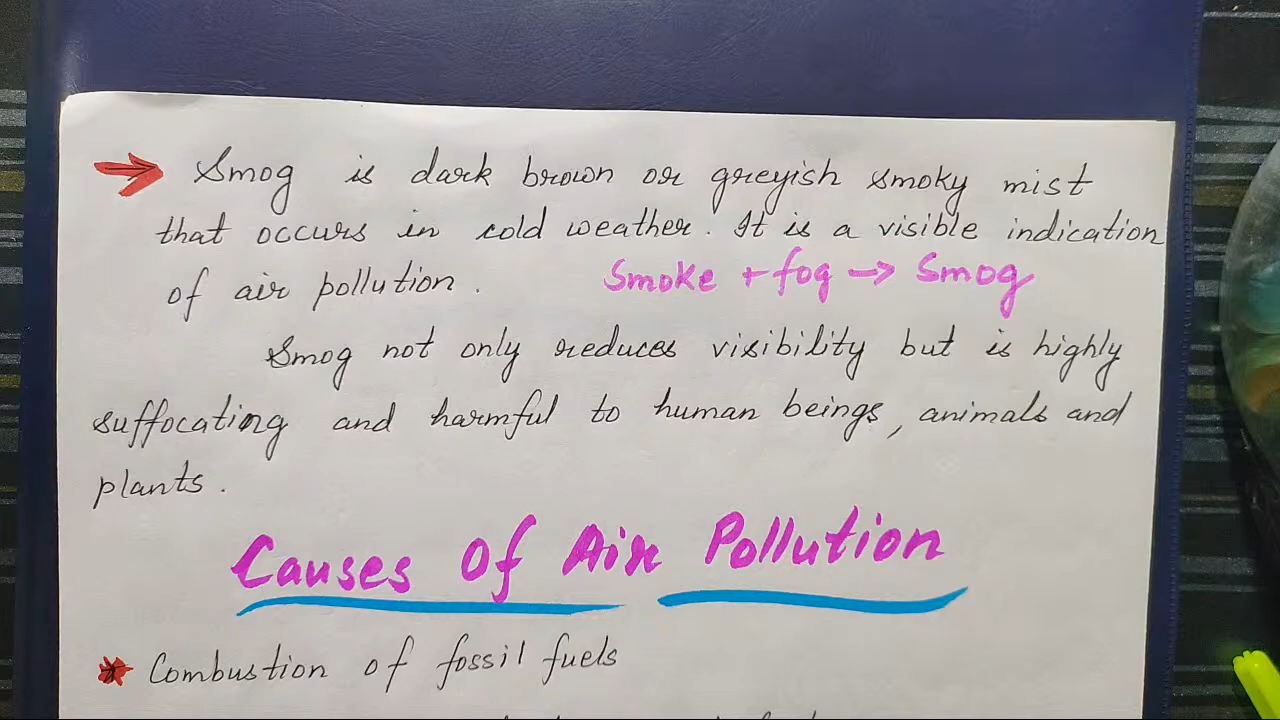 Smog is dark brown or greyish smoky mist
that occurs in cold weather. It is a visible indication
of air pollution. Smoke + fog → Smog
Smog not only reduces visibility but is highly
suffocating and harmful to human beings, animals and
plants.
Causes Of Air Pollution
* Combustion of fossil fuels